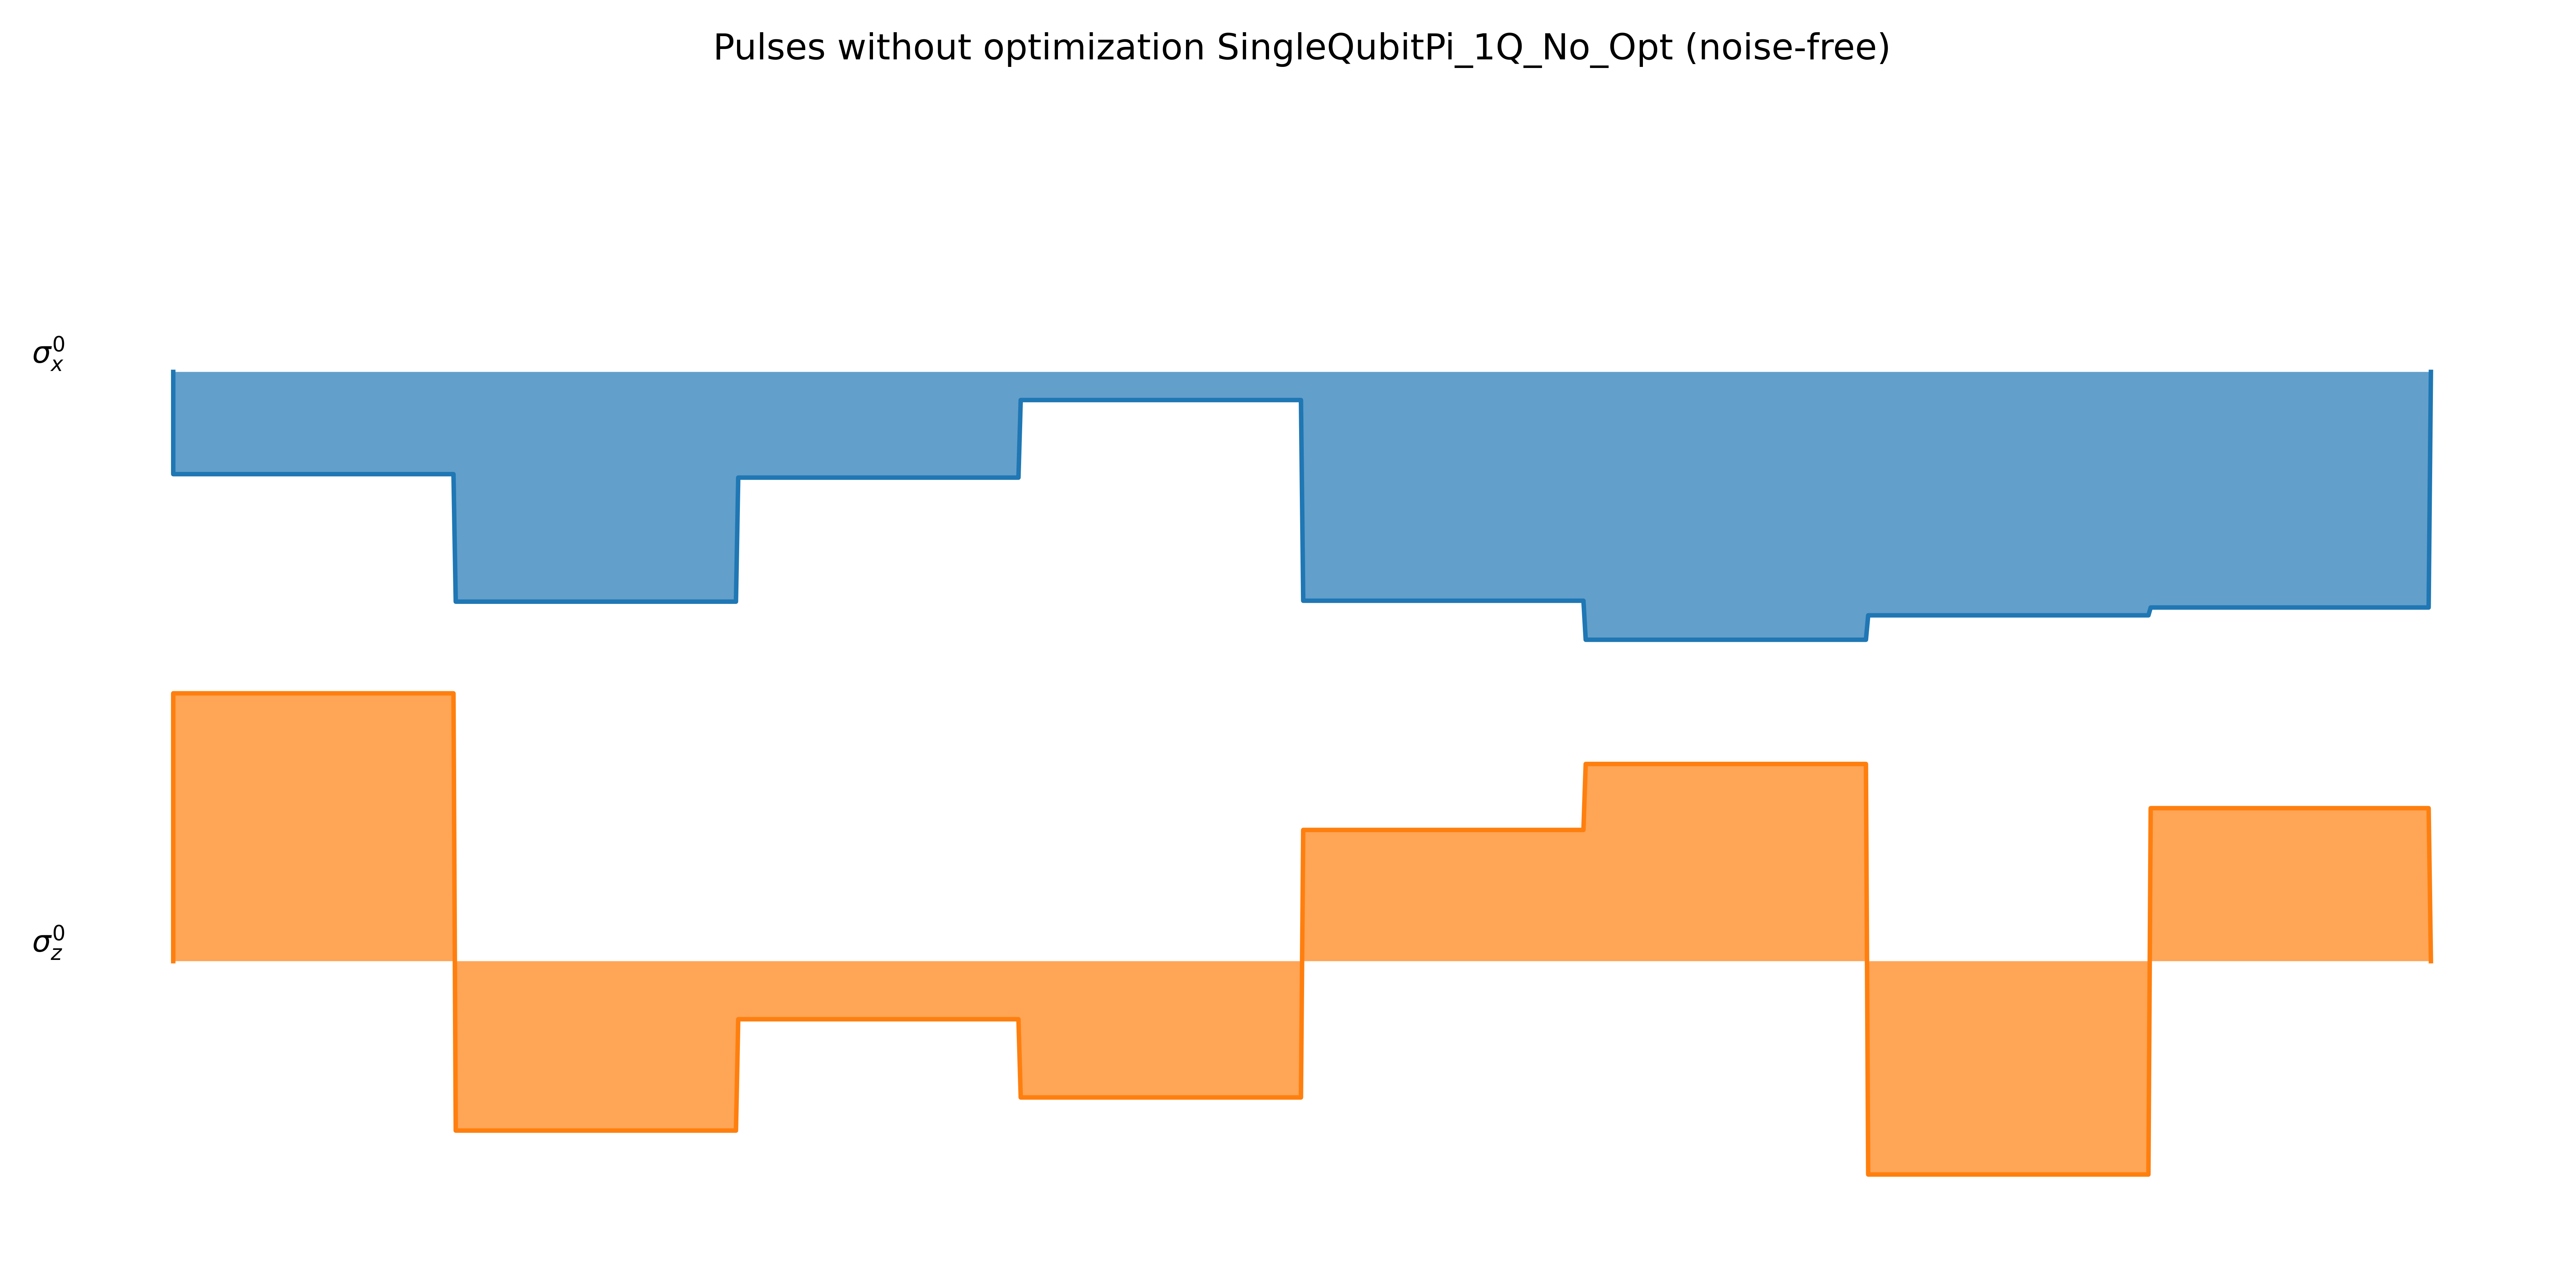 Pulses without optimization SingleQubitPi_1Q_No_Opt (noise-free)
σ_x^0
σ_z^0